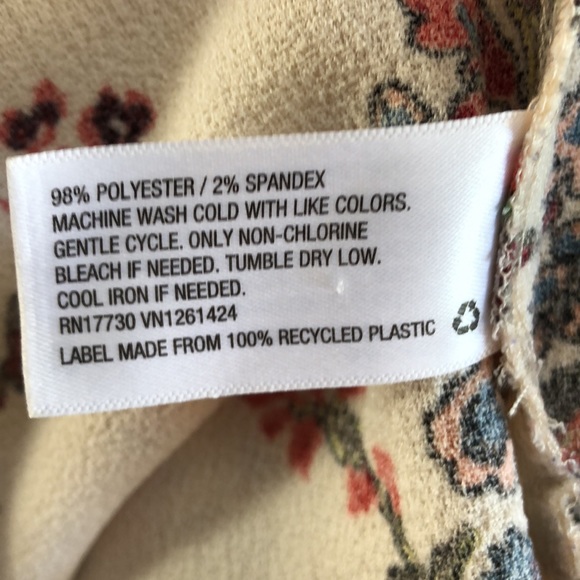 98% POLYESTER / 2% SPANDEX
MACHINE WASH COLD WITH LIKE COLORS.
GENTLE CYCLE. ONLY NON-CHLORINE
BLEACH IF NEEDED. TUMBLE DRY LOW.
COOL IRON IF NEEDED.
RN17730 VN1261424
LABEL MADE FROM 100% RECYCLED PLASTIC